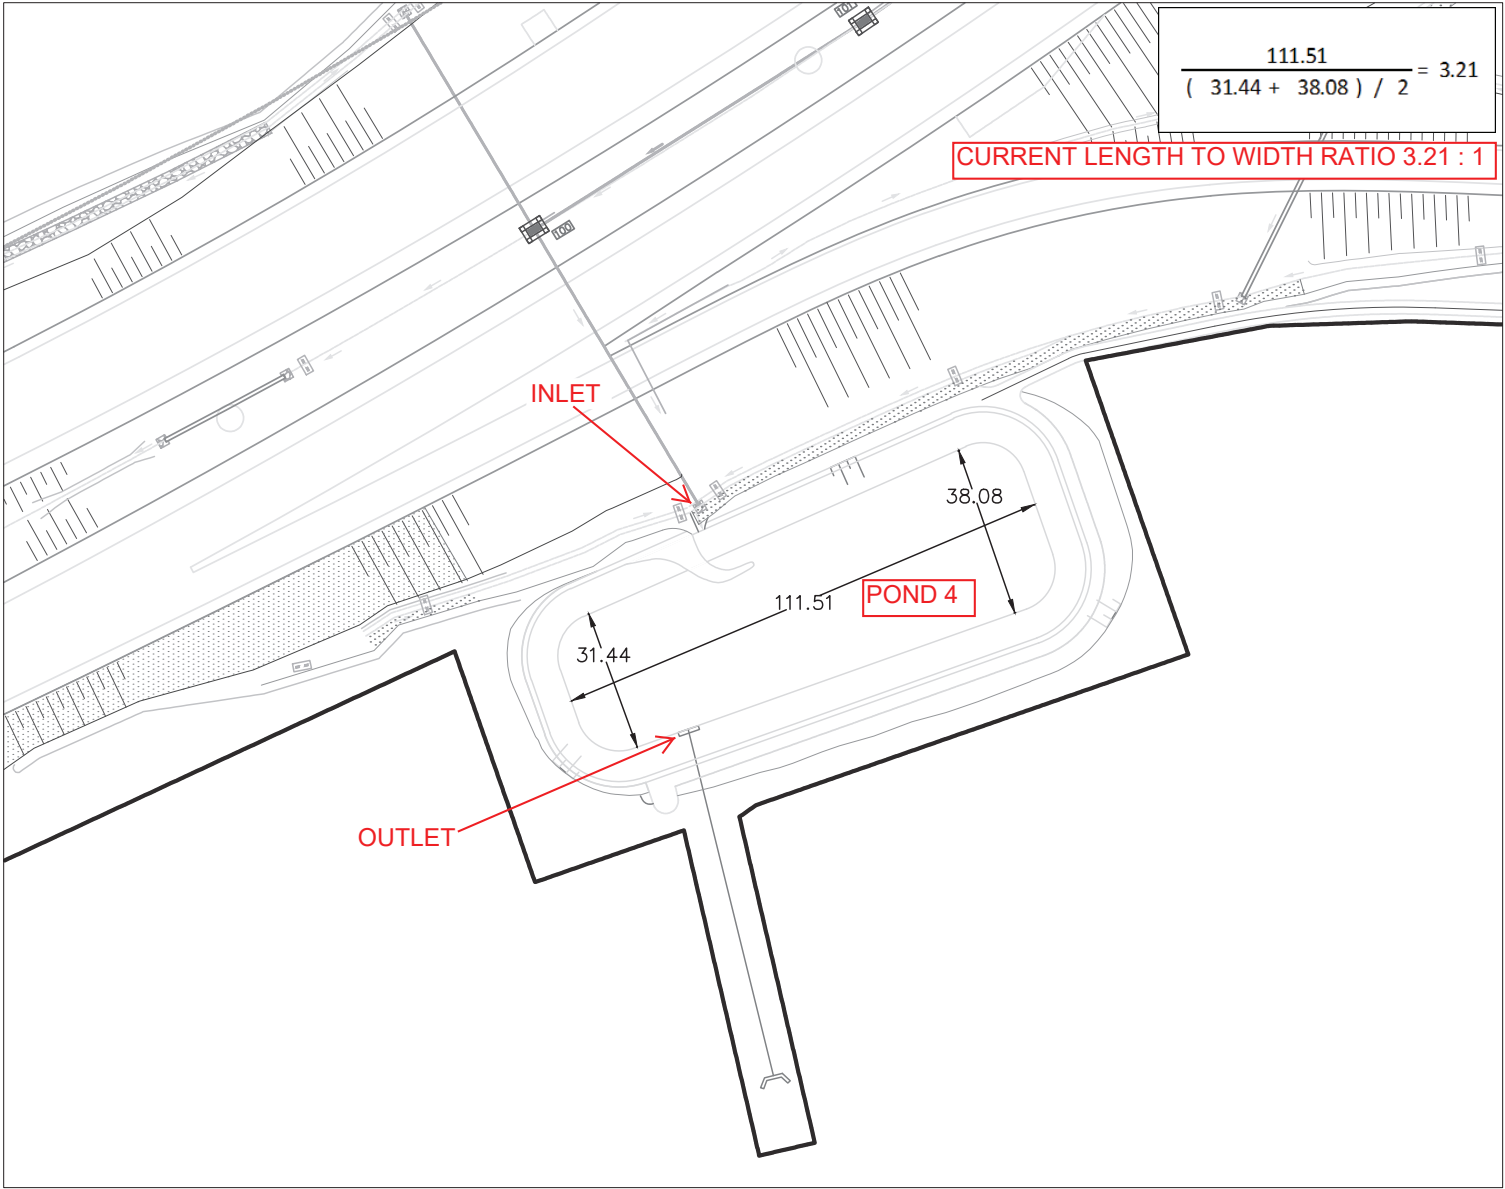 111.51
( 31.44 + 38.08 ) / 2 = 3.21
CURRENT LENGTH TO WIDTH RATIO 3.21 : 1
101
100
INLET
38.08
111.51
POND 4
31.44
OUTLET